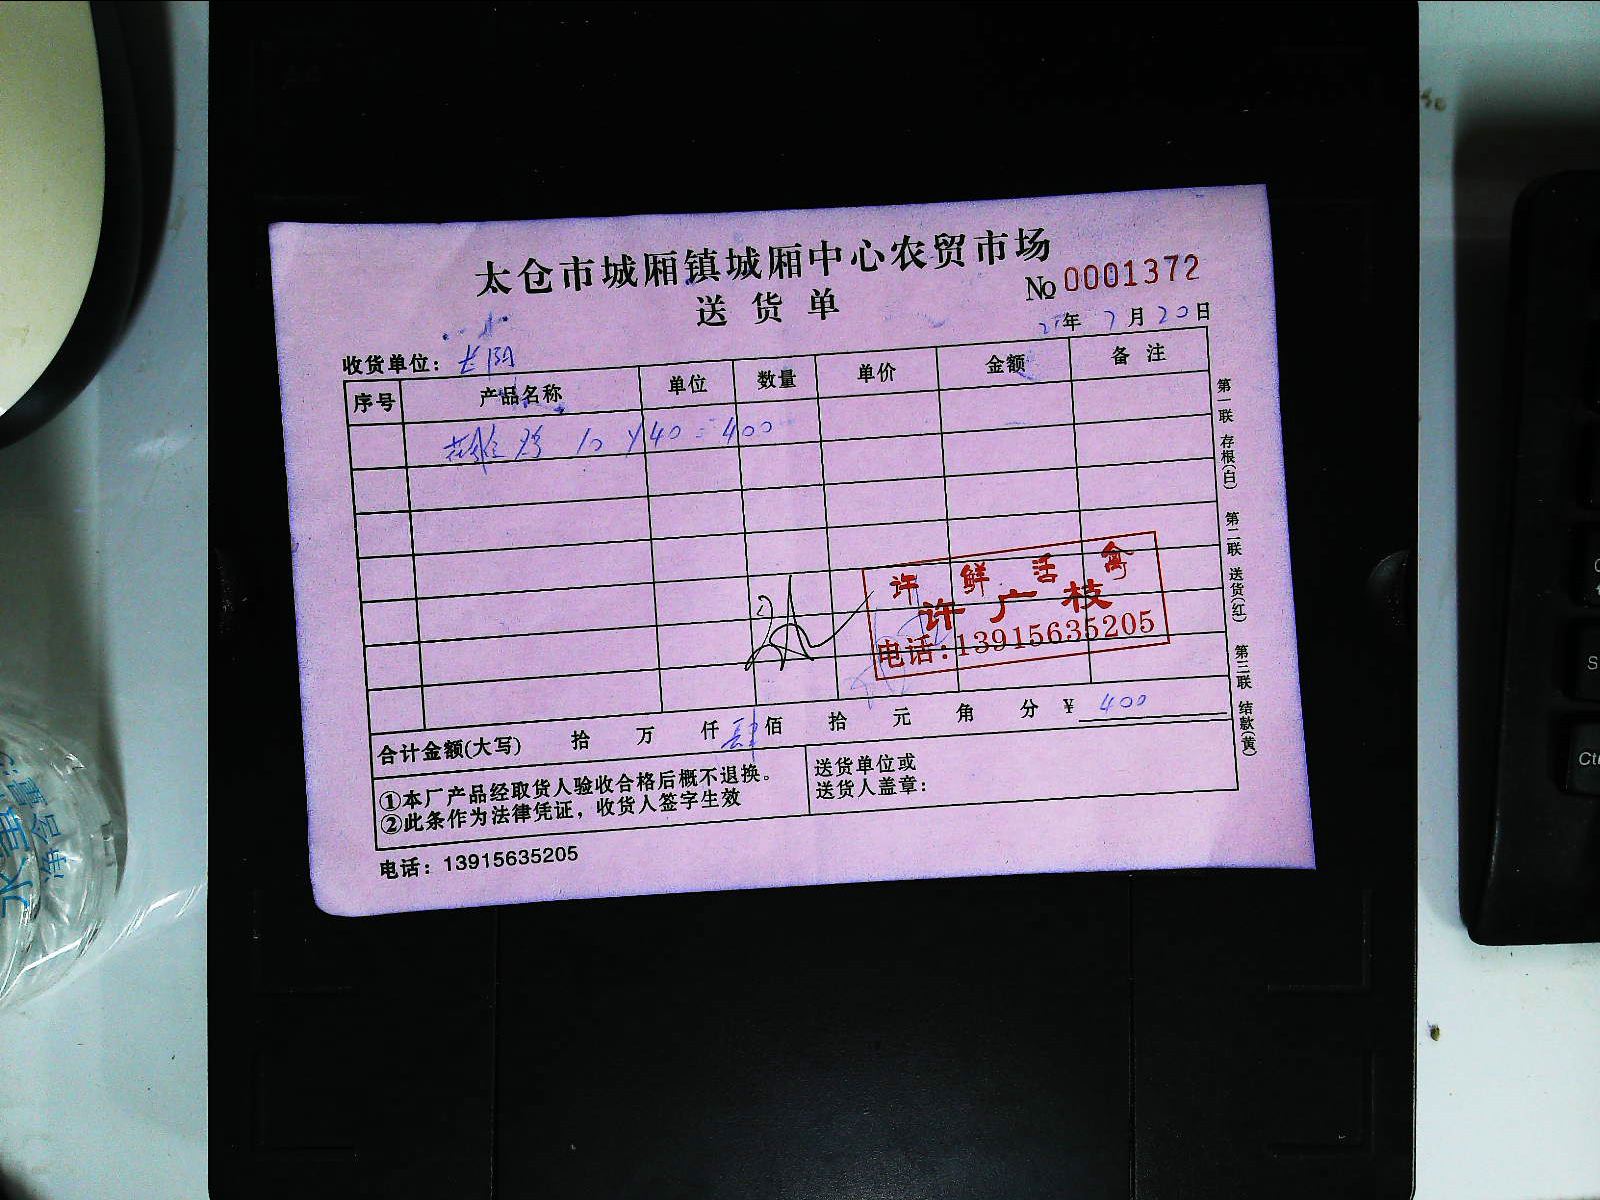 太仓市城厢镇城厢中心农贸市场
送货单
№ 0001372
25年7月20日
收货单位：长阳
序号 产品名称 单位 数量 单价 金额 备注
10 × 40 = 400
许 鲜 活 禽
许广枝
电话：13915635205
合计金额(大写) 拾 万 仟 肆佰 拾 元 角 分 ¥ 400
①本厂产品经取货人验收合格后概不退换。
②此条作为法律凭证，收货人签字生效
送货单位或
送货人盖章：
电话：13915635205
第一联 存根(白) 第二联 送货(红) 第三联 结款(黄)
Ctr